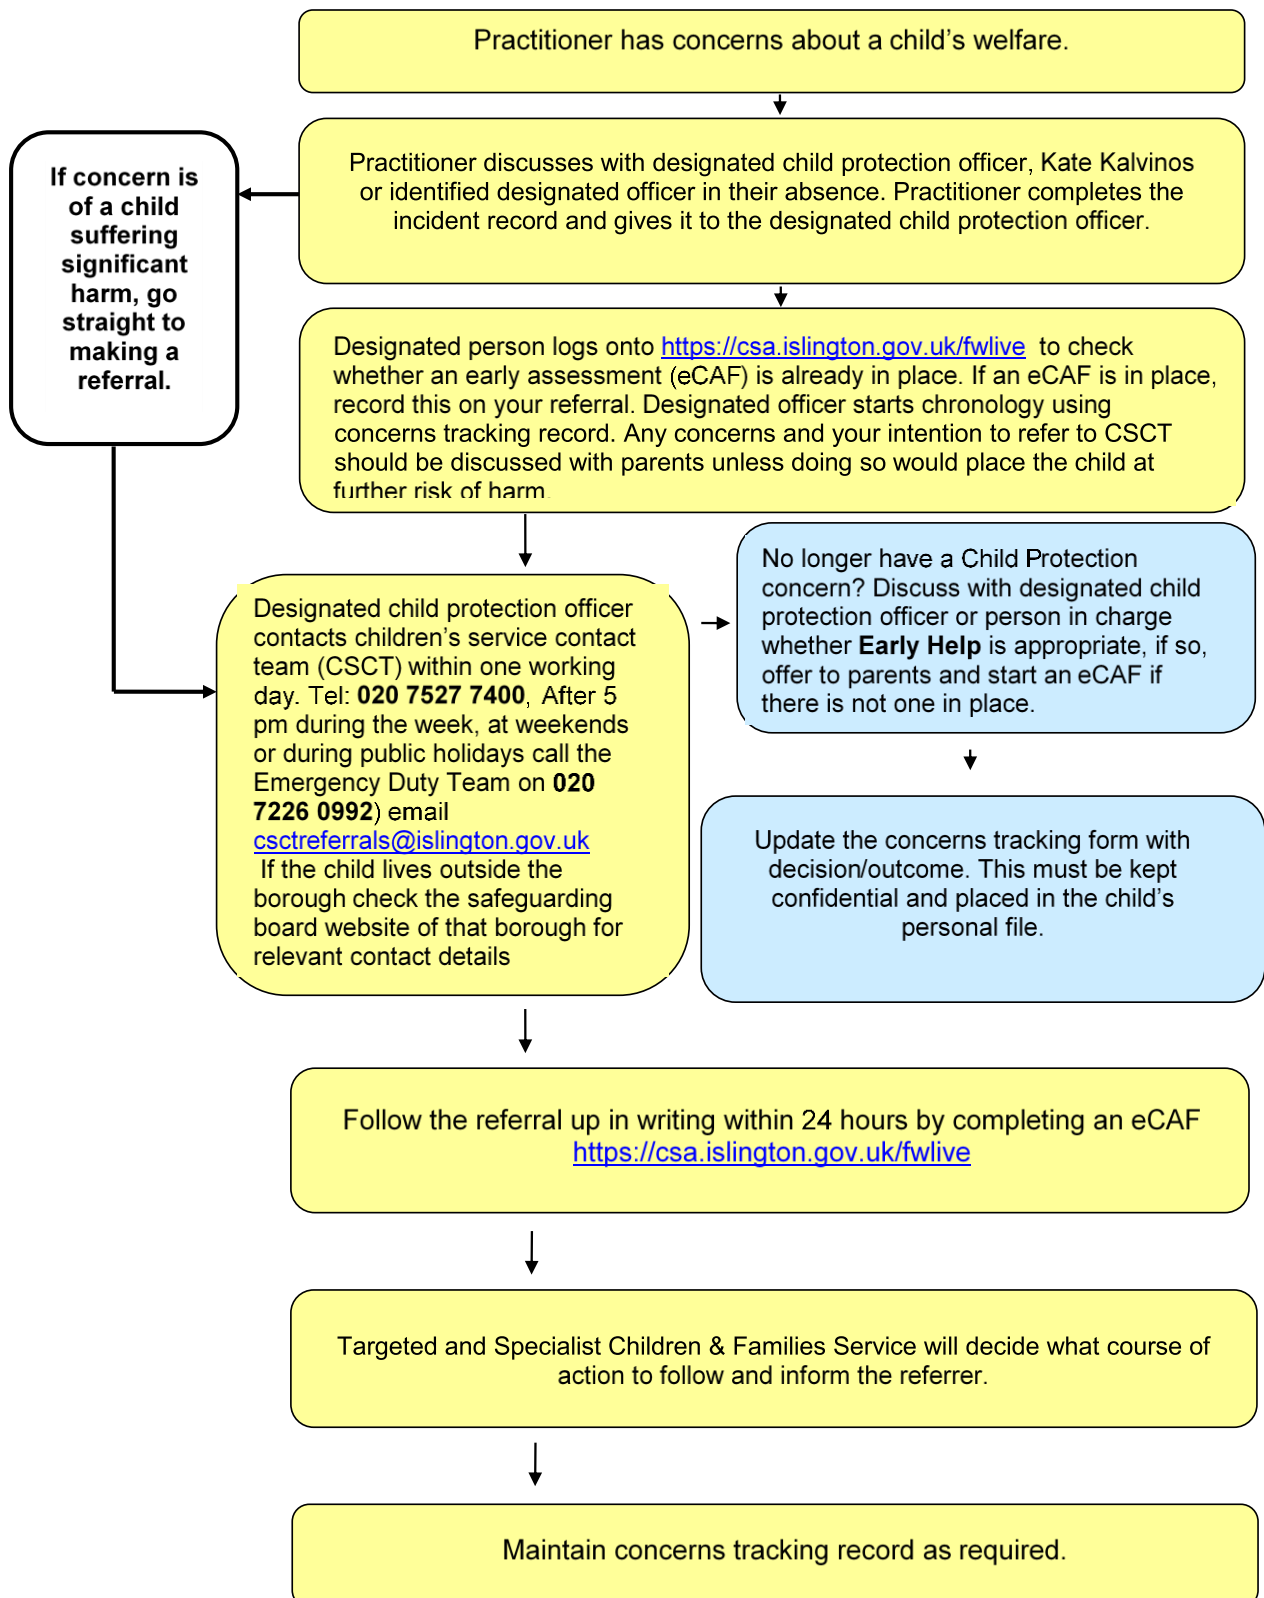 Practitioner has concerns about a child's welfare.
If concern is
of a child
suffering
significant
harm, go
straight to
making a
referral.
Practitioner discusses with designated child protection officer, Kate Kalvinos
or identified designated officer in their absence. Practitioner completes the
incident record and gives it to the designated child protection officer.
Designated person logs onto https://csa.islington.gov.uk/fwlive to check
whether an early assessment (eCAF) is already in place. If an eCAF is in place,
record this on your referral. Designated officer starts chronology using
concerns tracking record. Any concerns and your intention to refer to CSCT
should be discussed with parents unless doing so would place the child at
further risk of harm.
Designated child protection officer
contacts children's service contact
team (CSCT) within one working
day. Tel: 020 7527 7400, After 5
pm during the week, at weekends
or during public holidays call the
Emergency Duty Team on 020
7226 0992) email
csctreferrals@islington.gov.uk
If the child lives outside the
borough check the safeguarding
board website of that borough for
relevant contact details
No longer have a Child Protection
concern? Discuss with designated child
protection officer or person in charge
whether Early Help is appropriate, if so,
offer to parents and start an eCAF if
there is not one in place.
Update the concerns tracking form with
decision/outcome. This must be kept
confidential and placed in the child's
personal file.
Follow the referral up in writing within 24 hours by completing an eCAF
https://csa.islington.gov.uk/fwlive
Targeted and Specialist Children & Families Service will decide what course of
action to follow and inform the referrer.
Maintain concerns tracking record as required.